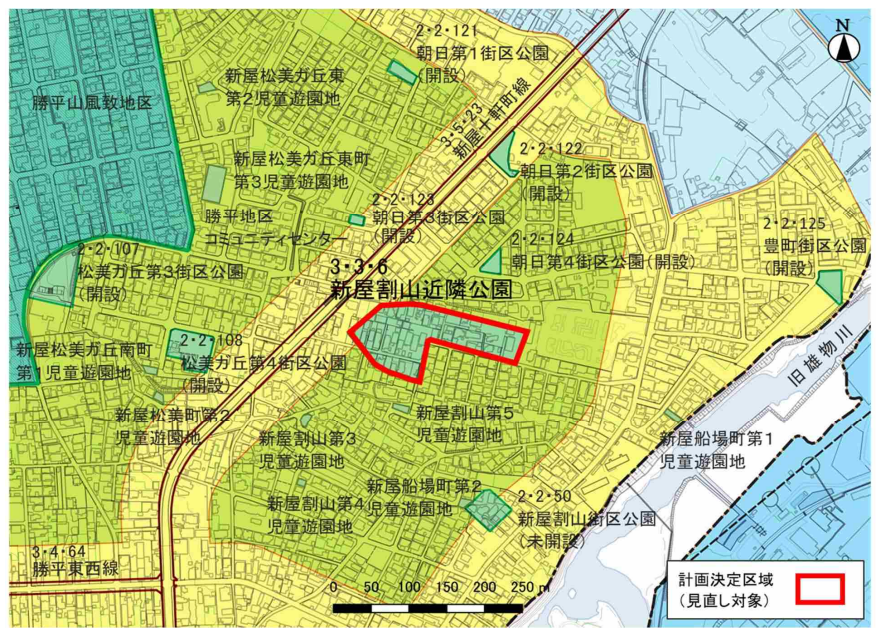 2・2・121
朝日第1街区公園
(開設)
N
新屋松美ガ丘東
第2児童遊園地
勝平山風致地区
3・5・23
新屋十軒町線
2・2・122
朝日第2街区公園
(開設)
新屋松美ガ丘東町
第3児童遊園地
2・2・123
朝日第3街区公園
(開設)
勝平地区
コミュニティセンター
2・2・125
豊町街区公園
(開設)
2・2・124
朝日第4街区公園(開設)
2・2・107
松美ガ丘第3街区公園
(開設)
3・3・6
新屋割山近隣公園
2・2・108
松美ガ丘第4街区公園
(開設)
新屋松美ガ丘南町
第1児童遊園地
旧雄物川
新屋松美町第2
児童遊園地
新屋割山第5
児童遊園地
新屋割山第3
児童遊園地
新屋船場町第1
児童遊園地
新屋船場町第2
児童遊園地
新屋割山第4
児童遊園地
2・2・50
新屋割山街区公園
(未開設)
3・4・64
勝平東西線
0 50 100 150 200 250 m
計画決定区域
(見直し対象)